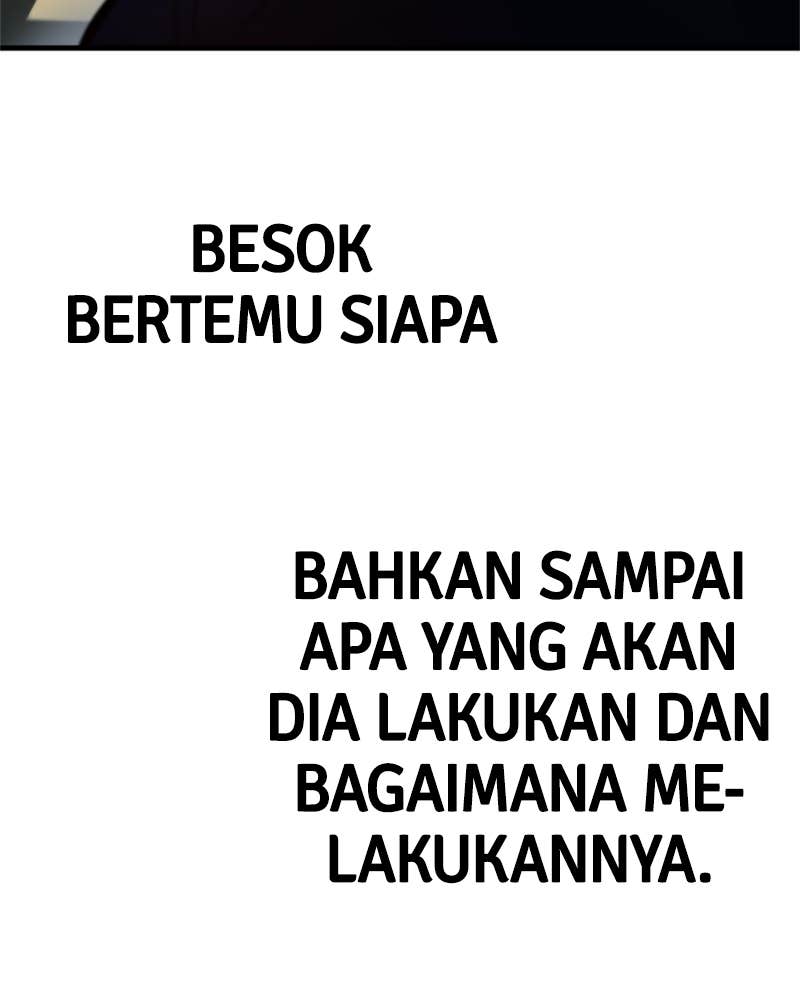 BESOK
BERTEMU SIAPA
BAHKAN SAMPAI
APA YANG AKAN
DIA LAKUKAN DAN
BAGAIMANA ME-
LAKUKANNYA.